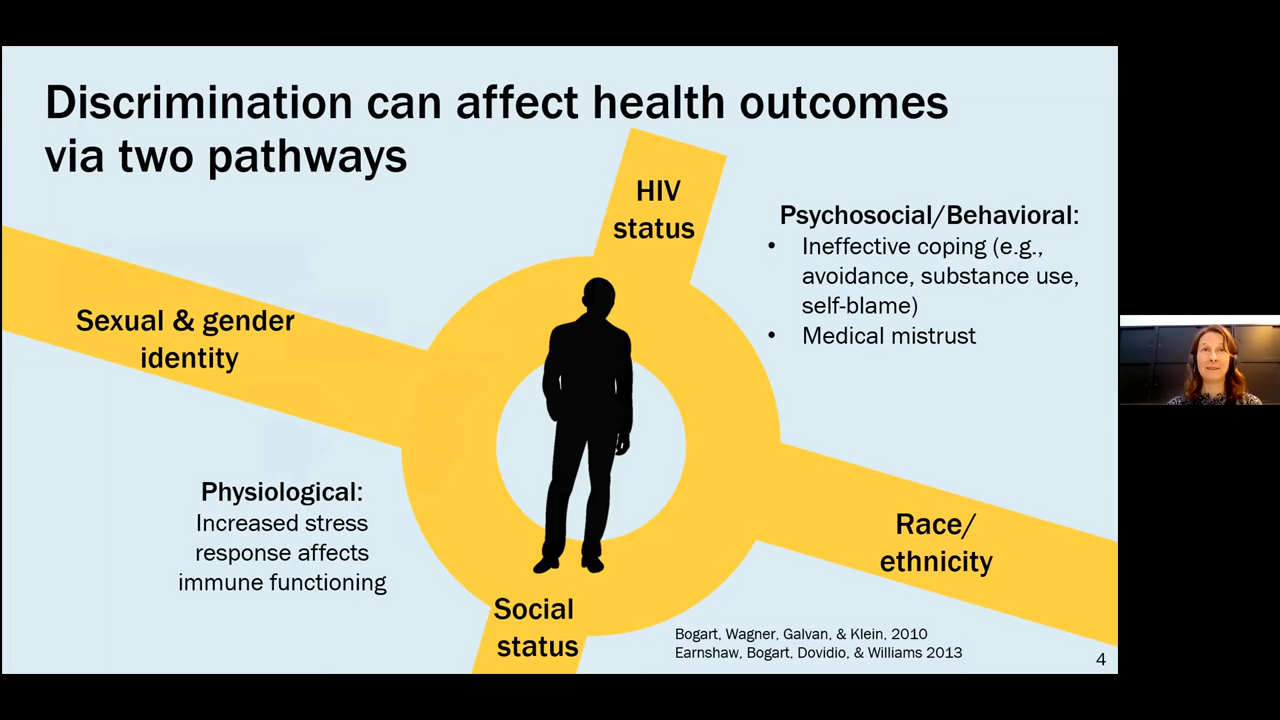 Discrimination can affect health outcomes
via two pathways
HIV
status
Psychosocial/Behavioral:
• Ineffective coping (e.g.,
avoidance, substance use,
self-blame)
• Medical mistrust
Sexual & gender
identity
Physiological:
Increased stress
response affects
immune functioning
Race/
ethnicity
Social
status
Bogart, Wagner, Galvan, & Klein, 2010
Earnshaw, Bogart, Dovidio, & Williams 2013
4